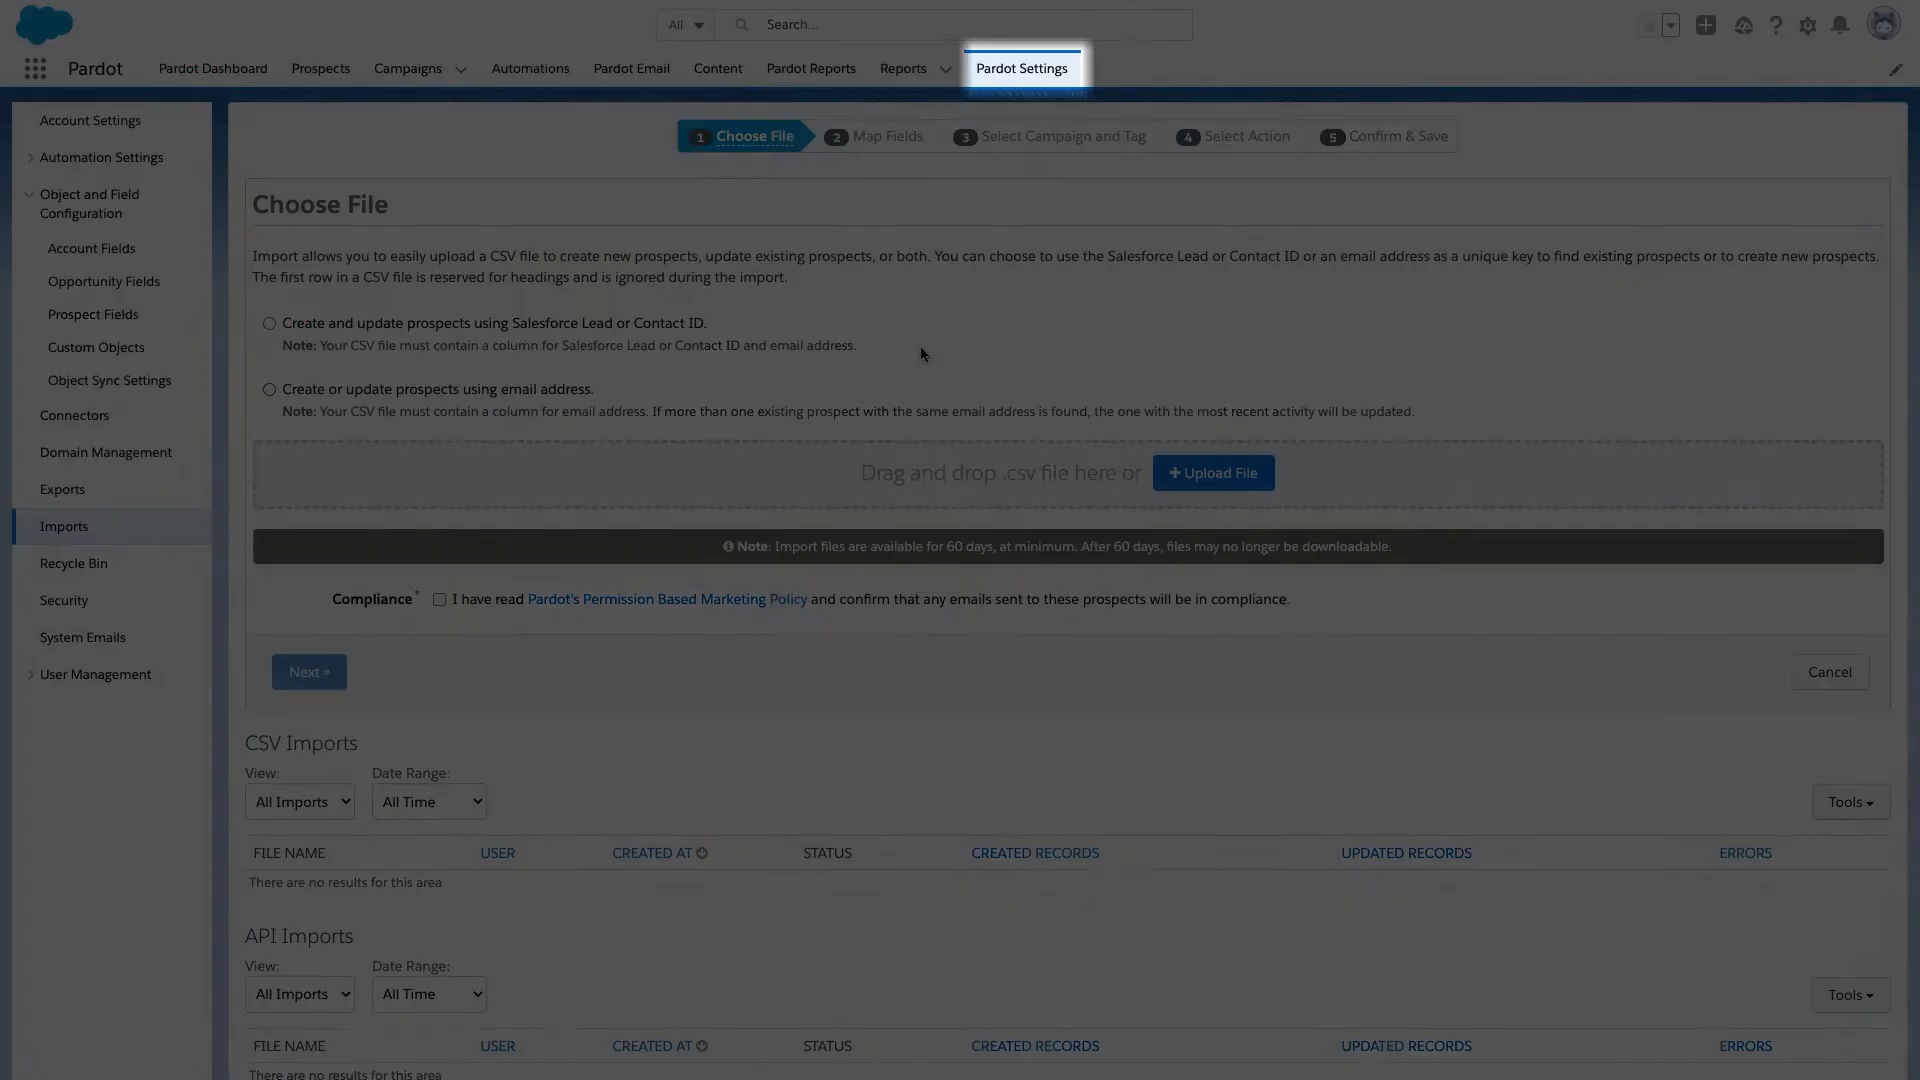 All
Search...
Pardot
Pardot Dashboard
Prospects
Campaigns
Automations
Pardot Email
Content
Pardot Reports
Reports
Pardot Settings
Account Settings
Automation Settings
Object and Field
Configuration
Account Fields
Opportunity Fields
Prospect Fields
Custom Objects
Object Sync Settings
Connectors
Domain Management
Exports
Imports
Recycle Bin
Security
System Emails
User Management
1 Choose File
2 Map Fields
3 Select Campaign and Tag
4 Select Action
5 Confirm & Save
Choose File
Import allows you to easily upload a CSV file to create new prospects, update existing prospects, or both. You can choose to use the Salesforce Lead or Contact ID or an email address as a unique key to find existing prospects or to create new prospects.
The first row in a CSV file is reserved for headings and is ignored during the import.
Create and update prospects using Salesforce Lead or Contact ID.
Note: Your CSV file must contain a column for Salesforce Lead or Contact ID and email address.
Create or update prospects using email address.
Note: Your CSV file must contain a column for email address. If more than one existing prospect with the same email address is found, the one with the most recent activity will be updated.
Drag and drop .csv file here or + Upload File
Note: Import files are available for 60 days, at minimum. After 60 days, files may no longer be downloadable.
Compliance* I have read Pardot's Permission Based Marketing Policy and confirm that any emails sent to these prospects will be in compliance.
Next »
Cancel
CSV Imports
View: Date Range:
All Imports All Time Tools
FILE NAME USER CREATED AT STATUS CREATED RECORDS UPDATED RECORDS ERRORS
There are no results for this area
API Imports
View: Date Range:
All Imports All Time Tools
FILE NAME USER CREATED AT STATUS CREATED RECORDS UPDATED RECORDS ERRORS
There are no results for this area